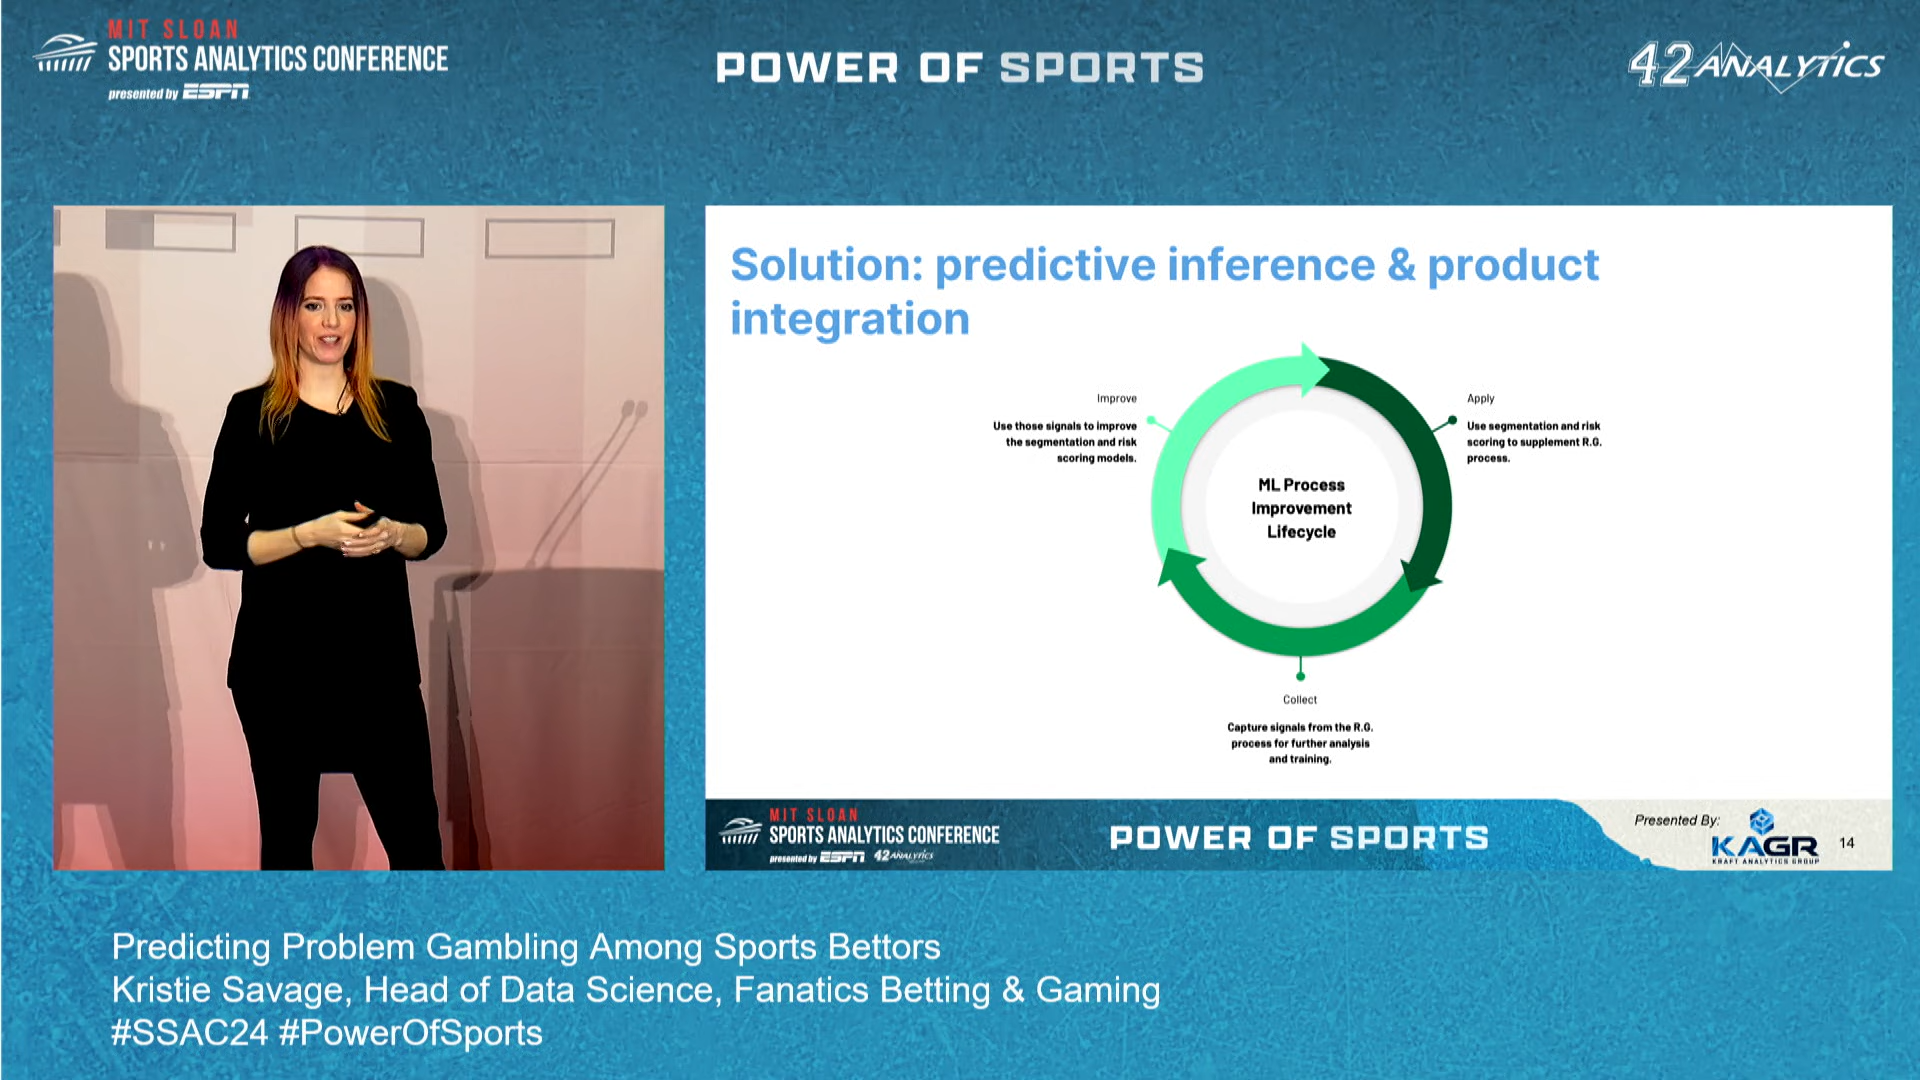 MIT SLOAN
SPORTS ANALYTICS CONFERENCE
presented by ESPN
POWER OF SPORTS
42 ANALYTICS
Solution: predictive inference & product
integration
Improve
Use those signals to improve
the segmentation and risk
scoring models.
Apply
Use segmentation and risk
scoring to supplement R.G.
process.
ML Process
Improvement
Lifecycle
Collect
Capture signals from the R.G.
process for further analysis
and training.
MIT SLOAN
SPORTS ANALYTICS CONFERENCE
presented by ESPN 42 ANALYTICS
POWER OF SPORTS
Presented By:
KAGR
KRAFT ANALYTICS GROUP
14
Predicting Problem Gambling Among Sports Bettors
Kristie Savage, Head of Data Science, Fanatics Betting & Gaming
#SSAC24 #PowerOfSports